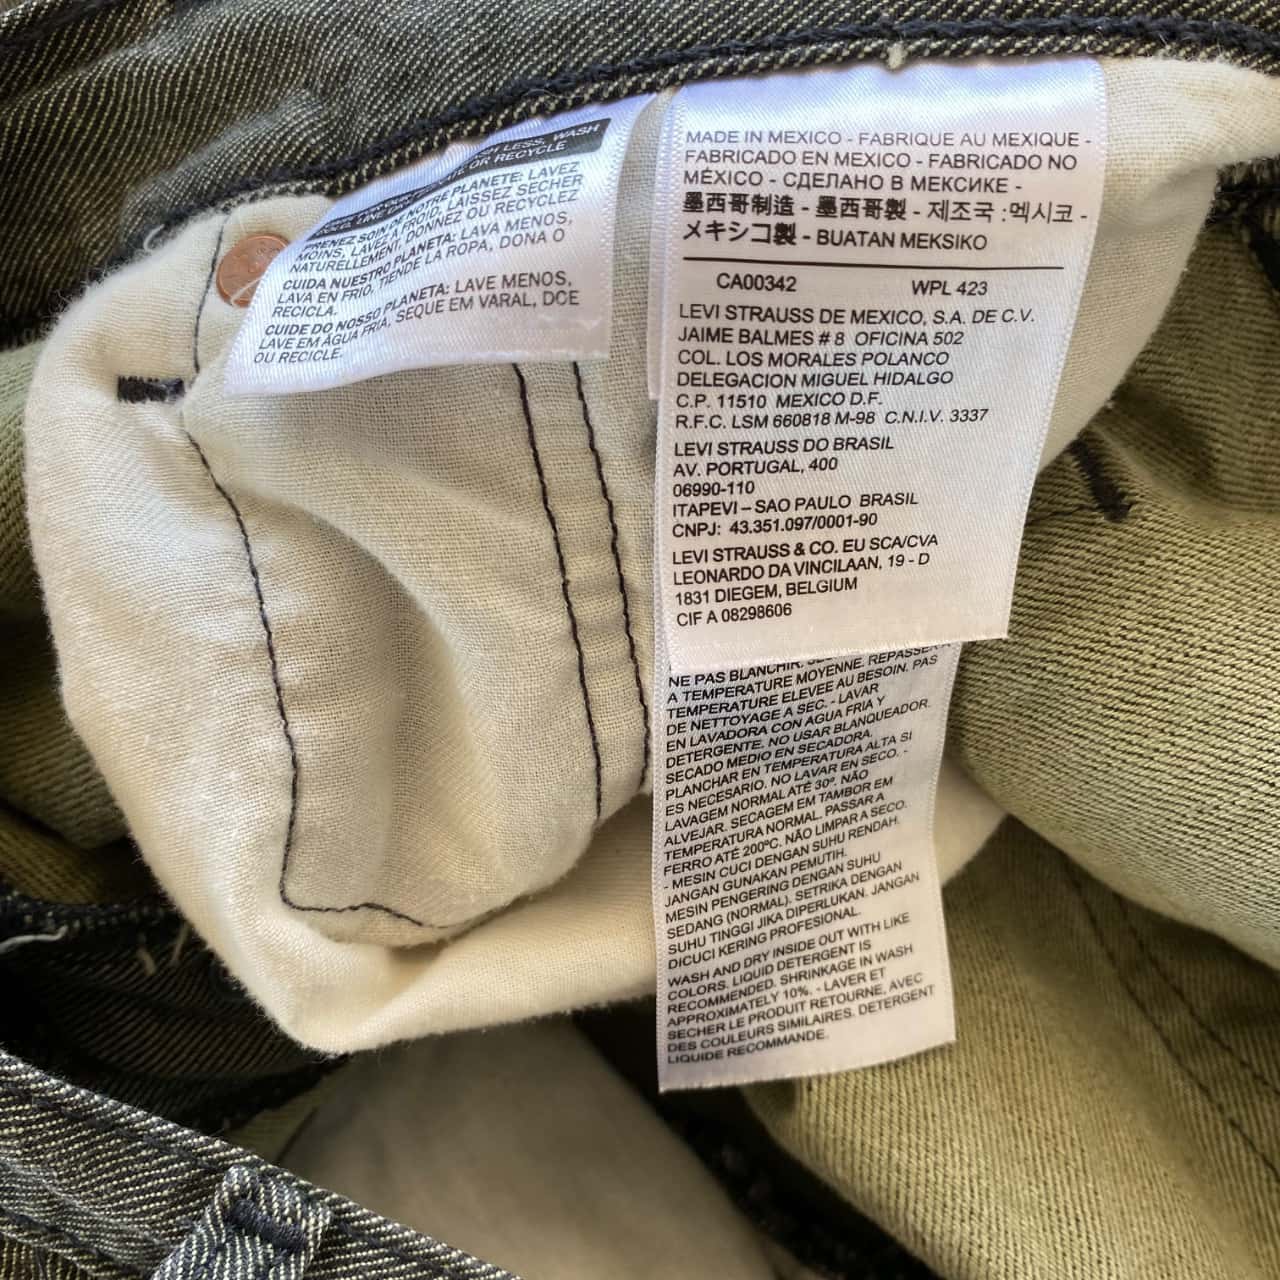 SH LESS, WASH
ATE OR RECYCLE
PRENEZ SOIN DE NOTRE PLANETE: LAVEZ
MOINS, LAVEZ A FROID, LAISSEZ SECHER
NATURELLEMENT, DONNEZ OU RECYCLEZ
CUIDA NUESTRO PLANETA: LAVA MENOS,
LAVA EN FRIO, TIENDE LA ROPA, DONA O
RECICLA.
CUIDE DO NOSSO PLANETA: LAVE MENOS,
LAVE EM ÁGUA FRIA, SEQUE EM VARAL, DOE
OU RECICLE.
MADE IN MEXICO - FABRIQUE AU MEXIQUE -
FABRICADO EN MEXICO - FABRICADO NO
MÉXICO - СДЕЛАНО В МЕКСИКЕ -
墨西哥制造 - 墨西哥製 - 제조국 :멕시코 -
メキシコ製 - BUATAN MEKSIKO
CA00342 WPL 423
LEVI STRAUSS DE MEXICO, S.A. DE C.V.
JAIME BALMES # 8 OFICINA 502
COL. LOS MORALES POLANCO
DELEGACION MIGUEL HIDALGO
C.P. 11510 MEXICO D.F.
R.F.C. LSM 660818 M-98 C.N.I.V. 3337
LEVI STRAUSS DO BRASIL
AV. PORTUGAL, 400
06990-110
ITAPEVI – SAO PAULO BRASIL
CNPJ: 43.351.097/0001-90
LEVI STRAUSS & CO. EU SCA/CVA
LEONARDO DA VINCILAAN, 19 - D
1831 DIEGEM, BELGIUM
CIF A 08298606
NE PAS BLANCHIR.
A TEMPERATURE MOYENNE. REPASSER A
TEMPERATURE ELEVEE AU BESOIN. PAS
DE NETTOYAGE A SEC. - LAVAR
EN LAVADORA CON AGUA FRIA Y
DETERGENTE. NO USAR BLANQUEADOR.
SECADO MEDIO EN SECADORA.
PLANCHAR EN TEMPERATURA ALTA SI
ES NECESARIO. NO LAVAR EN SECO. -
LAVAGEM NORMAL ATÉ 30º. NÃO
ALVEJAR. SECAGEM EM TAMBOR EM
TEMPERATURA NORMAL. PASSAR A
FERRO ATÉ 200ºC. NÃO LIMPAR A SECO.
- MESIN CUCI DENGAN SUHU RENDAH.
JANGAN GUNAKAN PEMUTIH.
MESIN PENGERING DENGAN SUHU
SEDANG (NORMAL). SETRIKA DENGAN
SUHU TINGGI JIKA DIPERLUKAN. JANGAN
DICUCI KERING PROFESIONAL.
WASH AND DRY INSIDE OUT WITH LIKE
COLORS. LIQUID DETERGENT IS
RECOMMENDED. SHRINKAGE IN WASH
APPROXIMATELY 10%. - LAVER ET
SECHER LE PRODUIT RETOURNE, AVEC
DES COULEURS SIMILAIRES. DETERGENT
LIQUIDE RECOMMANDE.